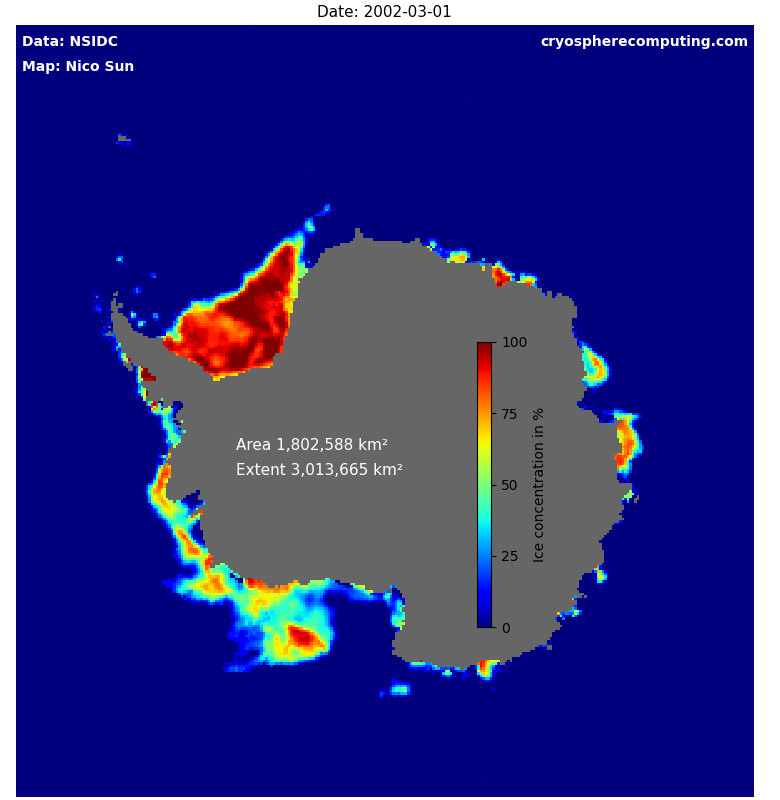 Date: 2002-03-01
Data: NSIDC
cryospherecomputing.com
Map: Nico Sun
100
75
50
25
0
Ice concentration in %
Area 1,802,588 km²
Extent 3,013,665 km²